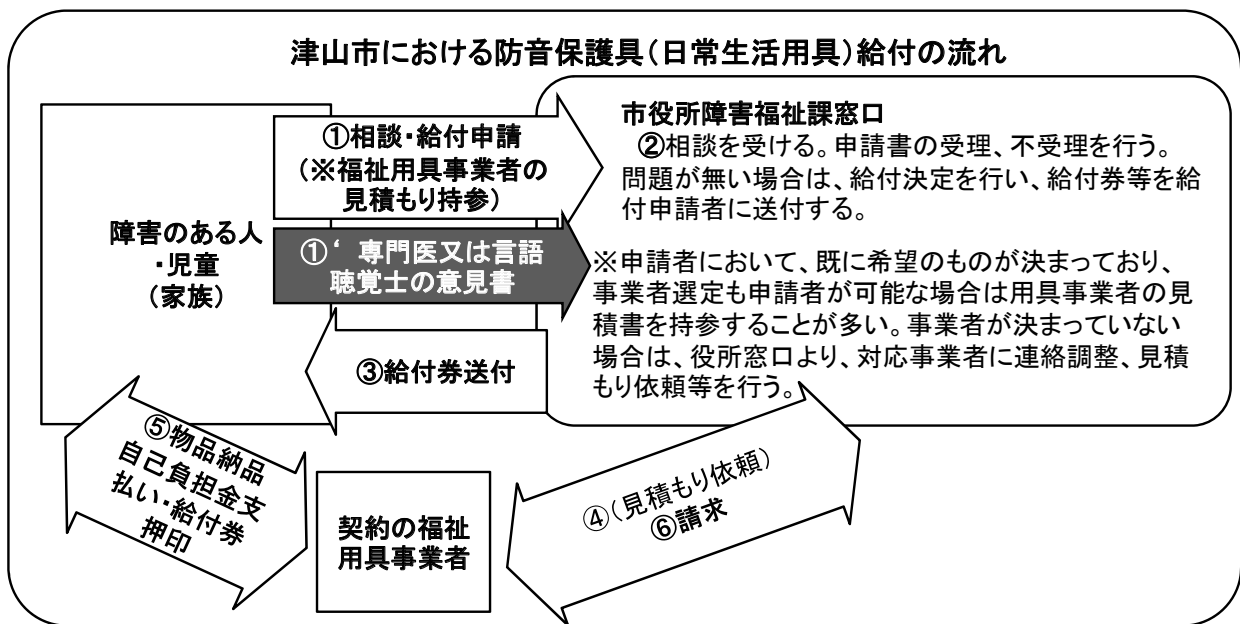 津山市における防音保護具(日常生活用具)給付の流れ
障害のある人
・児童
(家族)
①相談・給付申請
(※福祉用具事業者の
見積もり持参)
①‘ 専門医又は言語
聴覚士の意見書
③給付券送付
市役所障害福祉課窓口
②相談を受ける。申請書の受理、不受理を行う。
問題が無い場合は、給付決定を行い、給付券等を給
付申請者に送付する。
※申請者において、既に希望のものが決まっており、
事業者選定も申請者が可能な場合は用具事業者の見
積書を持参することが多い。事業者が決まっていない
場合は、役所窓口より、対応事業者に連絡調整、見積
もり依頼等を行う。
⑤物品納品
自己負担金支
払い・給付券
押印
契約の福祉
用具事業者
④(見積もり依頼)
⑥請求